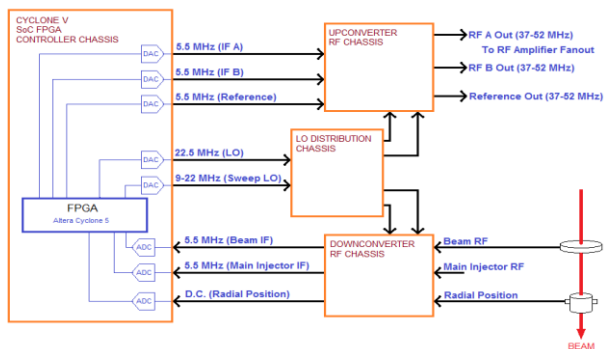 CYCLONE V
SoC FPGA
CONTROLLER CHASSIS
DAC
5.5 MHz (IF A)
DAC
5.5 MHz (IF B)
DAC
5.5 MHz (Reference)
DAC
22.5 MHz (LO)
DAC
9-22 MHz (Sweep LO)
FPGA
Altera Cyclone 5
ADC
5.5 MHz (Beam IF)
ADC
5.5 MHz (Main Injector IF)
ADC
D.C. (Radial Position)
UPCONVERTER
RF CHASSIS
RF A Out (37-52 MHz)
To RF Amplifier Fanout
RF B Out (37-52 MHz)
Reference Out (37-52 MHz)
LO DISTRIBUTION
CHASSIS
DOWNCONVERTER
RF CHASSIS
Beam RF
Main Injector RF
Radial Position
BEAM